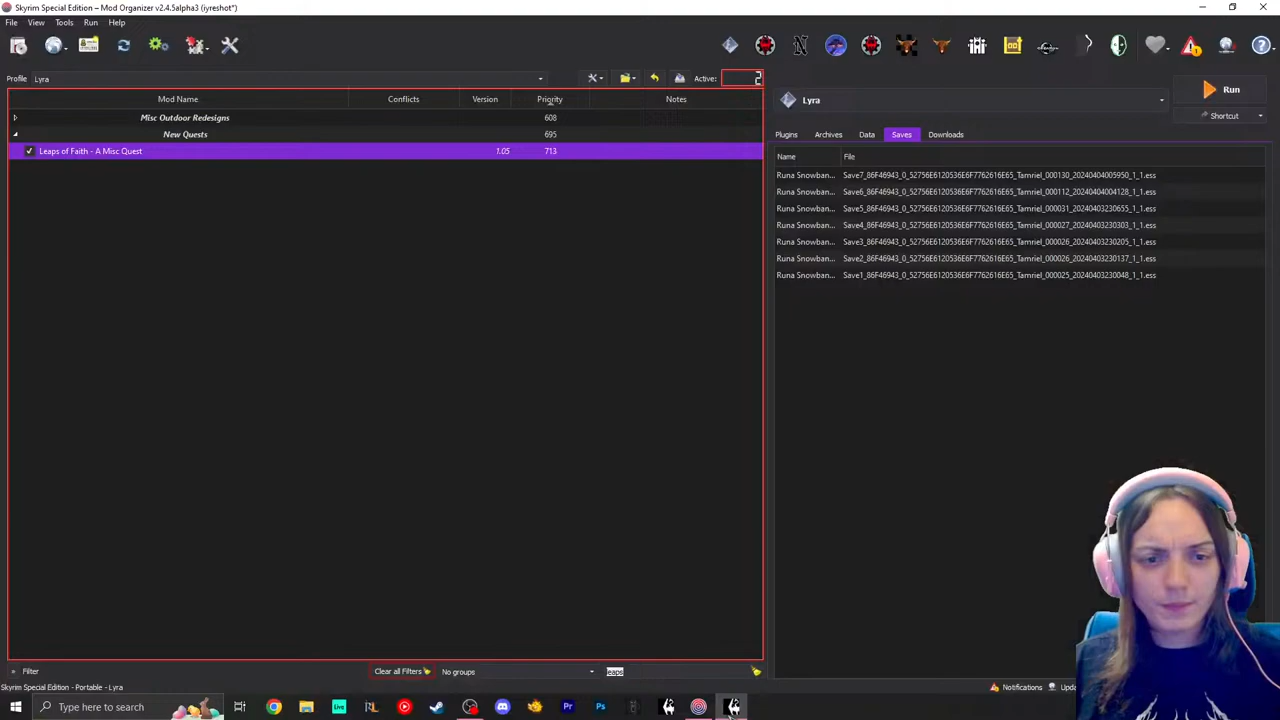 Skyrim Special Edition – Mod Organizer v2.4.5alpha3 (iyreshot*)
File View Tools Run Help
Profile Lyra Active: 2
Mod Name Conflicts Version Priority Notes
Misc Outdoor Redesigns 608
New Quests 695
Leaps of Faith - A Misc Quest 1.05 713
Filter Clear all Filters No groups leaps
Lyra Run
Shortcut
Plugins Archives Data Saves Downloads
Name File
Runa Snowban... Save7_86F46943_0_52756E6120536E6F7762616E65_Tamriel_000130_20240404005950_1_1.ess
Runa Snowban... Save6_86F46943_0_52756E6120536E6F7762616E65_Tamriel_000112_20240404004128_1_1.ess
Runa Snowban... Save5_86F46943_0_52756E6120536E6F7762616E65_Tamriel_000031_20240403230655_1_1.ess
Runa Snowban... Save4_86F46943_0_52756E6120536E6F7762616E65_Tamriel_000027_20240403230303_1_1.ess
Runa Snowban... Save3_86F46943_0_52756E6120536E6F7762616E65_Tamriel_000026_20240403230205_1_1.ess
Runa Snowban... Save2_86F46943_0_52756E6120536E6F7762616E65_Tamriel_000026_20240403230137_1_1.ess
Runa Snowban... Save1_86F46943_0_52756E6120536E6F7762616E65_Tamriel_000025_20240403230048_1_1.ess
Skyrim Special Edition - Portable - Lyra Notifications Upda
Type here to search